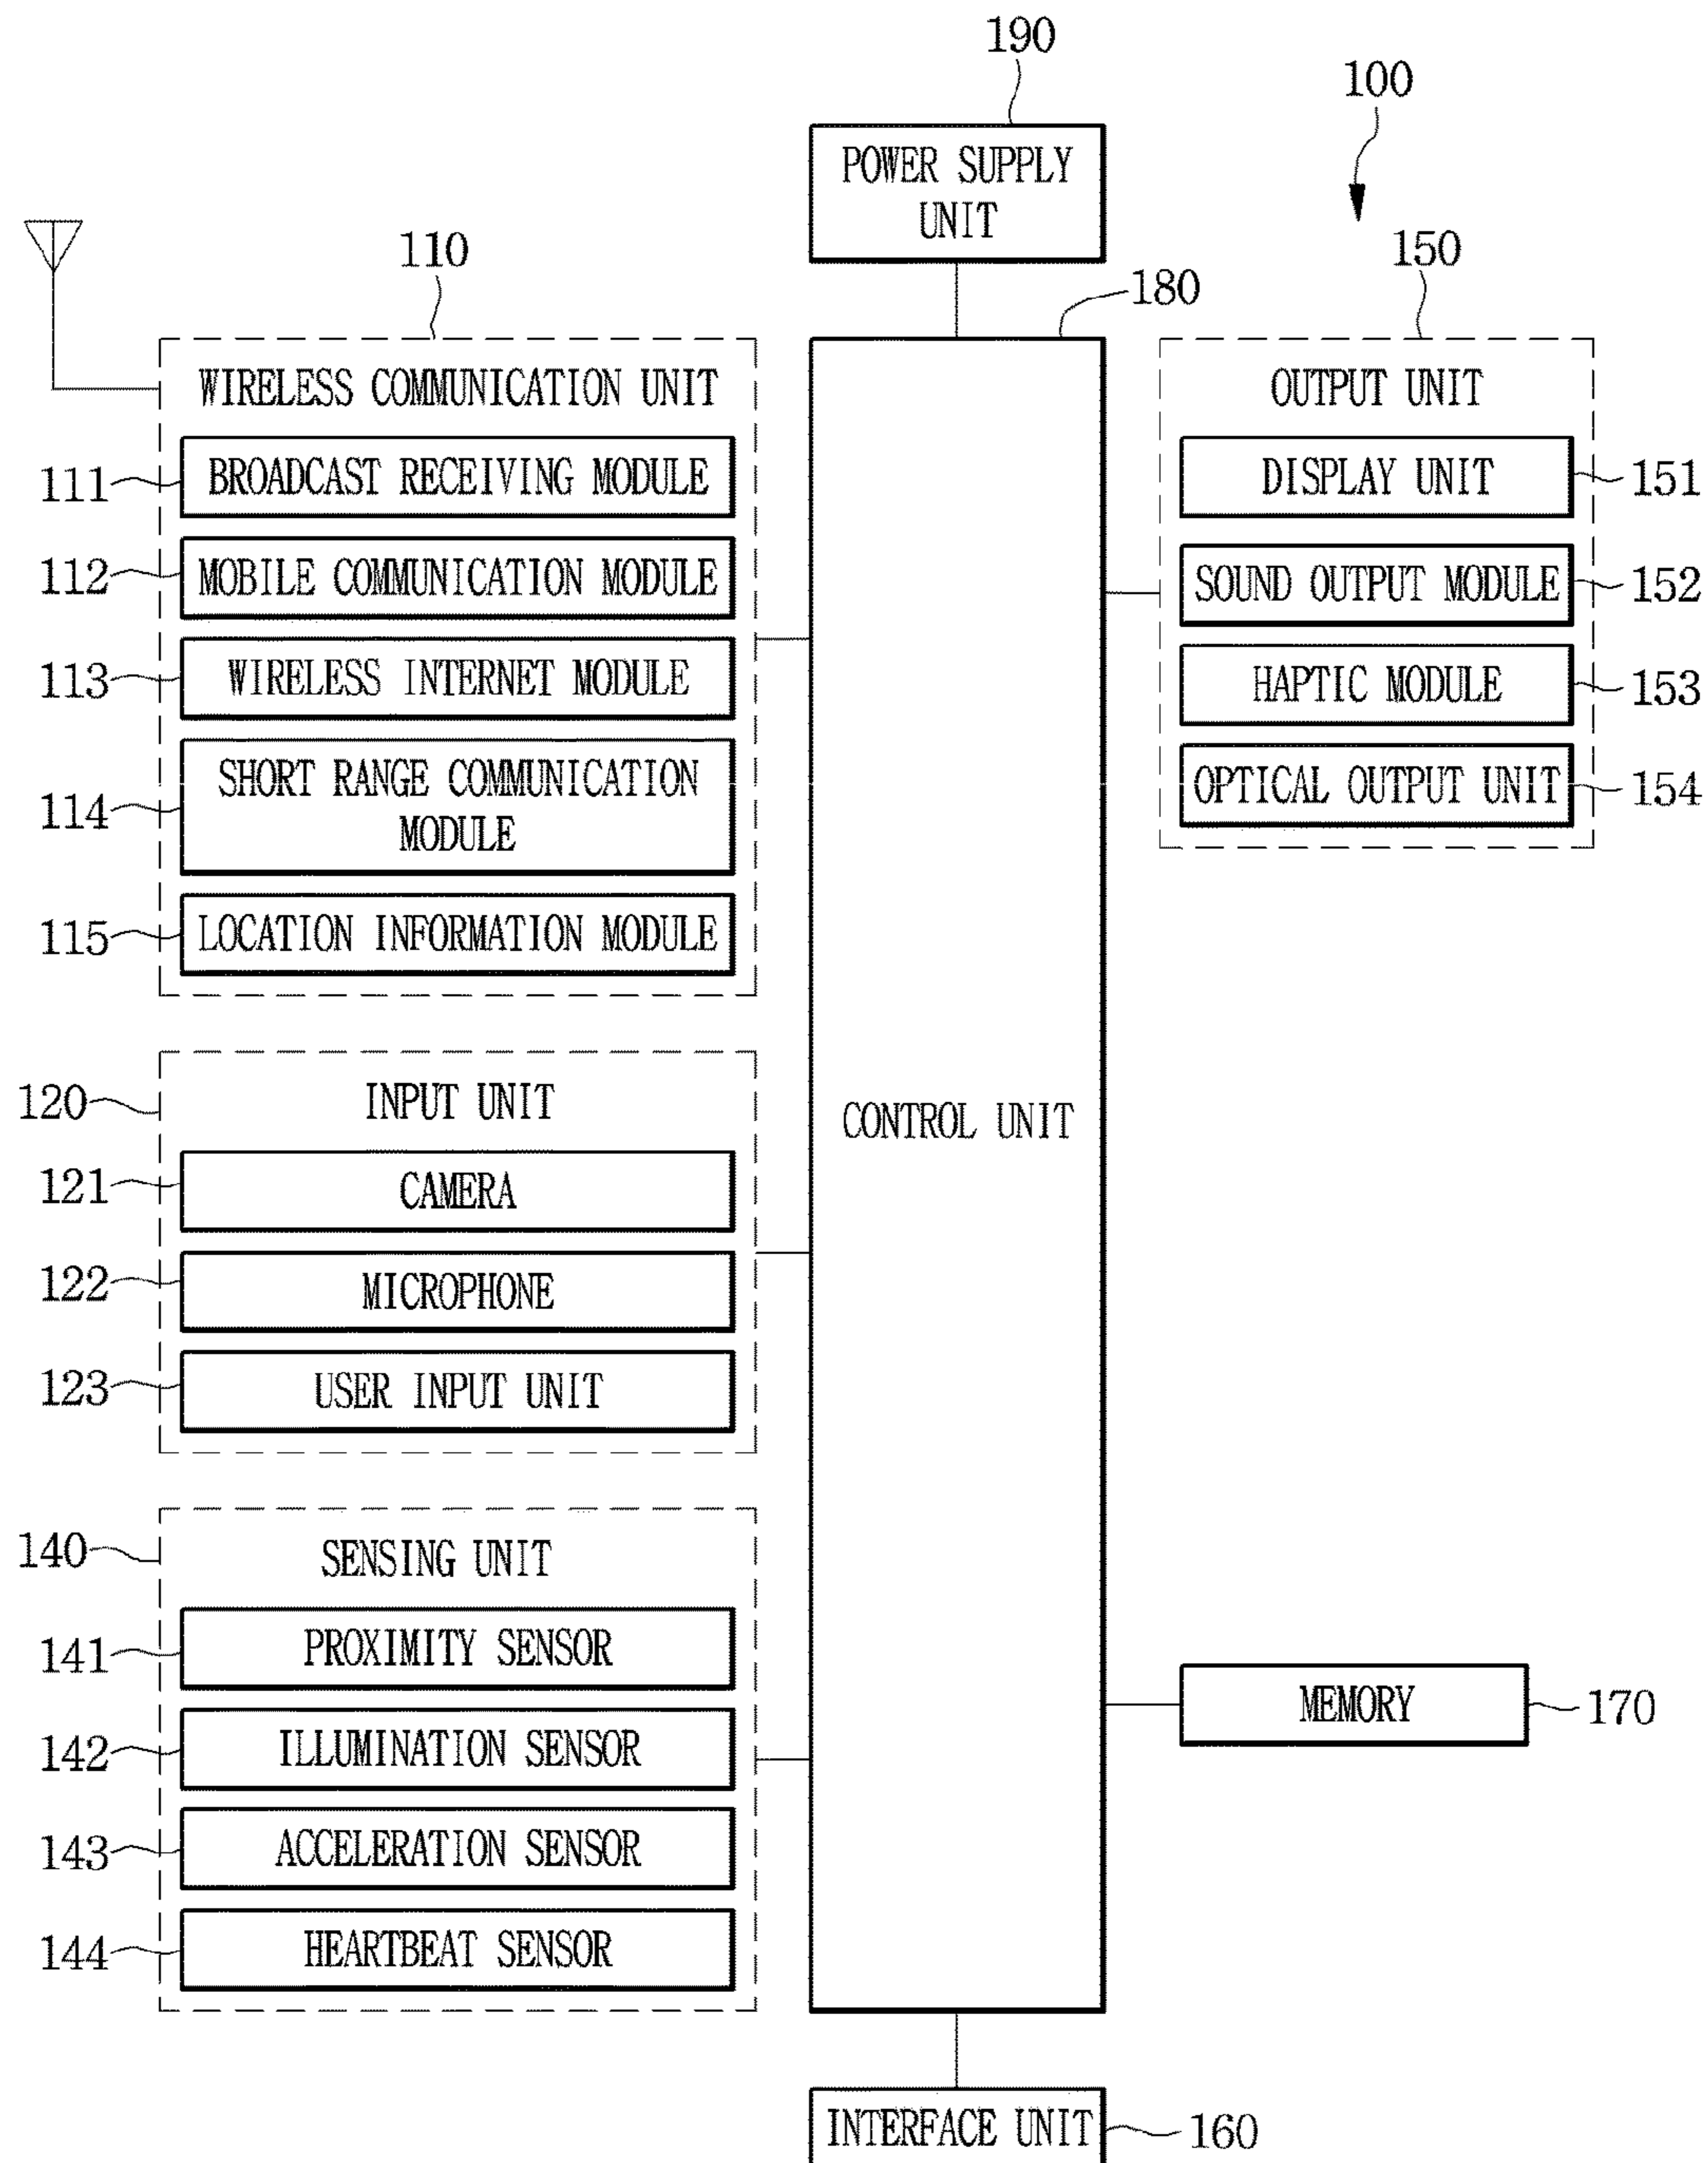 190
100
POWER SUPPLY
UNIT
110
180
150
WIRELESS COMMUNICATION UNIT
111
BROADCAST RECEIVING MODULE
112
MOBILE COMMUNICATION MODULE
113
WIRELESS INTERNET MODULE
114
SHORT RANGE COMMUNICATION
MODULE
115
LOCATION INFORMATION MODULE
OUTPUT UNIT
DISPLAY UNIT
151
SOUND OUTPUT MODULE
152
HAPTIC MODULE
153
OPTICAL OUTPUT UNIT
154
120
INPUT UNIT
121
CAMERA
122
MICROPHONE
123
USER INPUT UNIT
CONTROL UNIT
140
SENSING UNIT
141
PROXIMITY SENSOR
142
ILLUMINATION SENSOR
143
ACCELERATION SENSOR
144
HEARTBEAT SENSOR
MEMORY
170
INTERFACE UNIT
160